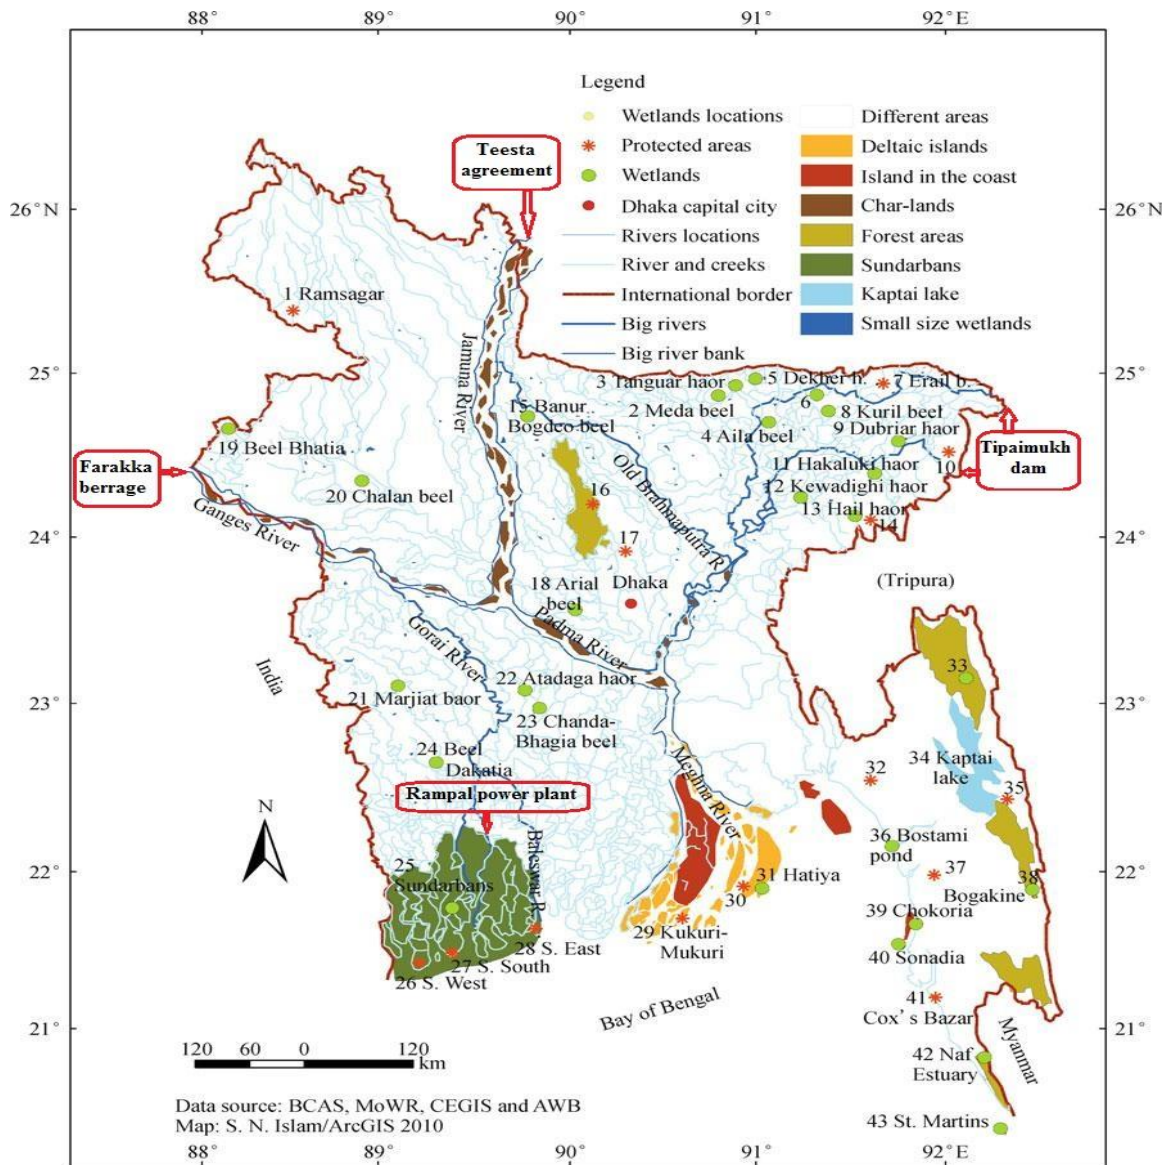 88° 89° 90° 91° 92° E
Legend
Wetlands locations
Protected areas
Wetlands
Dhaka capital city
Rivers locations
River and creeks
International border
Big rivers
Big river bank
Different areas
Deltaic islands
Island in the coast
Char-lands
Forest areas
Sundarbans
Kaptai lake
Small size wetlands
Teesta
agreement
26° N
26° N
1 Ramsagar
25°
25°
Jamuna River
3 Tanguar haor
5 Dekher h.
7 Erail b.
2 Meda beel
6
8 Kuril beel
15 Banur
Bogdeo beel
4 Aila beel
9 Dubriar haor
19 Beel Bhatia
Tipaimukh
dam
Farakka
berrage
10
11 Hakaluki haor
12 Kewadighi haor
13 Hail haor
14
20 Chalan beel
16
Old Brahmaputra R.
Ganges River
24°
24°
17
Dhaka
18 Arial
beel
(Tripura)
Padma River
Gorai River
India
33
21 Marjiat baor
22 Atadaga haor
23°
23°
23 Chanda-
Bhagia beel
24 Beel
Dakatia
Meghna River
32
34 Kaptai
lake
35
Rampal power plant
N
Baleswar R.
36 Bostami
pond
22°
22°
25
Sundarbans
31 Hatiya
30
37
38
Bogakine
39 Chokoria
29 Kukuri-
Mukuri
28 S. East
27 S. South
26 S. West
40 Sonadia
41
Cox's Bazar
Bay of Bengal
21°
21°
Myanmar
42 Naf
Estuary
120 60 0 120
km
Data source: BCAS, MoWR, CEGIS and AWB
Map: S. N. Islam/ArcGIS 2010
43 St. Martins
88° 89° 90° 91° 92° E